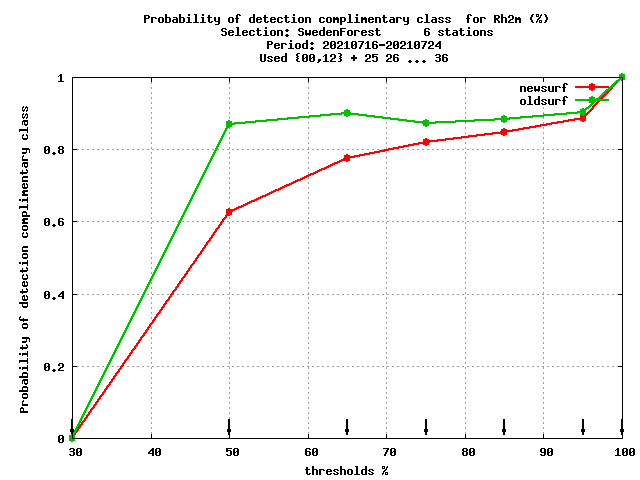 Probability of detection complimentary class  for Rh2m (%)
Selection: SwedenForest      6 stations
Period: 20210716-20210724
Used {00,12} + 25 26 ... 36
newsurf
oldsurf
Probability of detection complimentary class
1
0.8
0.6
0.4
0.2
0
30 40 50 60 70 80 90 100
thresholds %